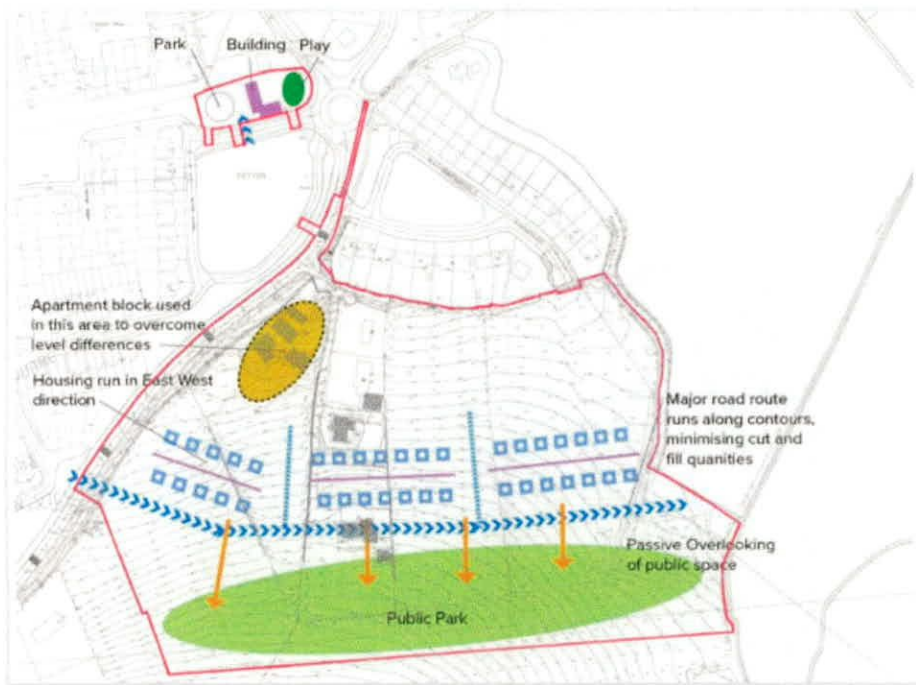 Park
Building
Play
Apartment block used
in this area to overcome
level differences
Housing run in East West
direction
Major road route
runs along contours,
minimising cut and
fill quanities
Passive Overlooking
of public space
Public Park